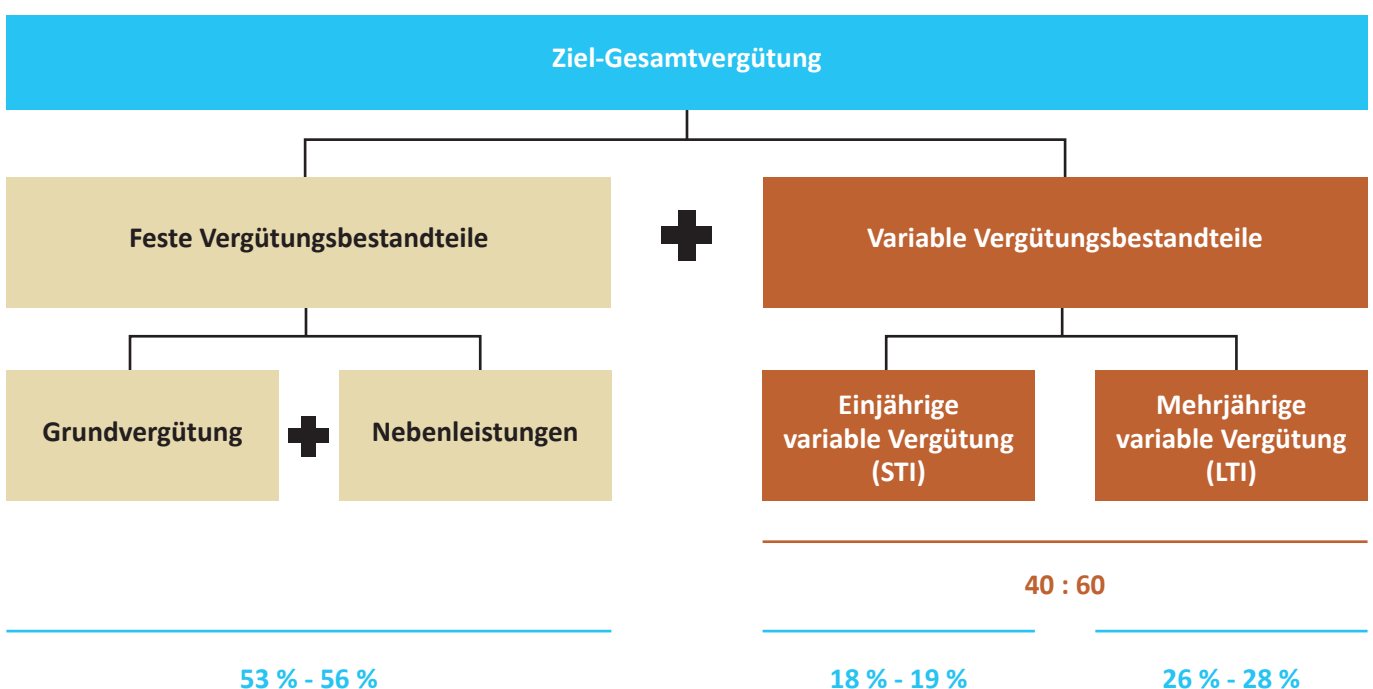 Ziel-Gesamtvergütung
Feste Vergütungsbestandteile
Variable Vergütungsbestandteile
Grundvergütung
Nebenleistungen
Einjährige
variable Vergütung
(STI)
Mehrjährige
variable Vergütung
(LTI)
40 : 60
53 % - 56 %
18 % - 19 %
26 % - 28 %